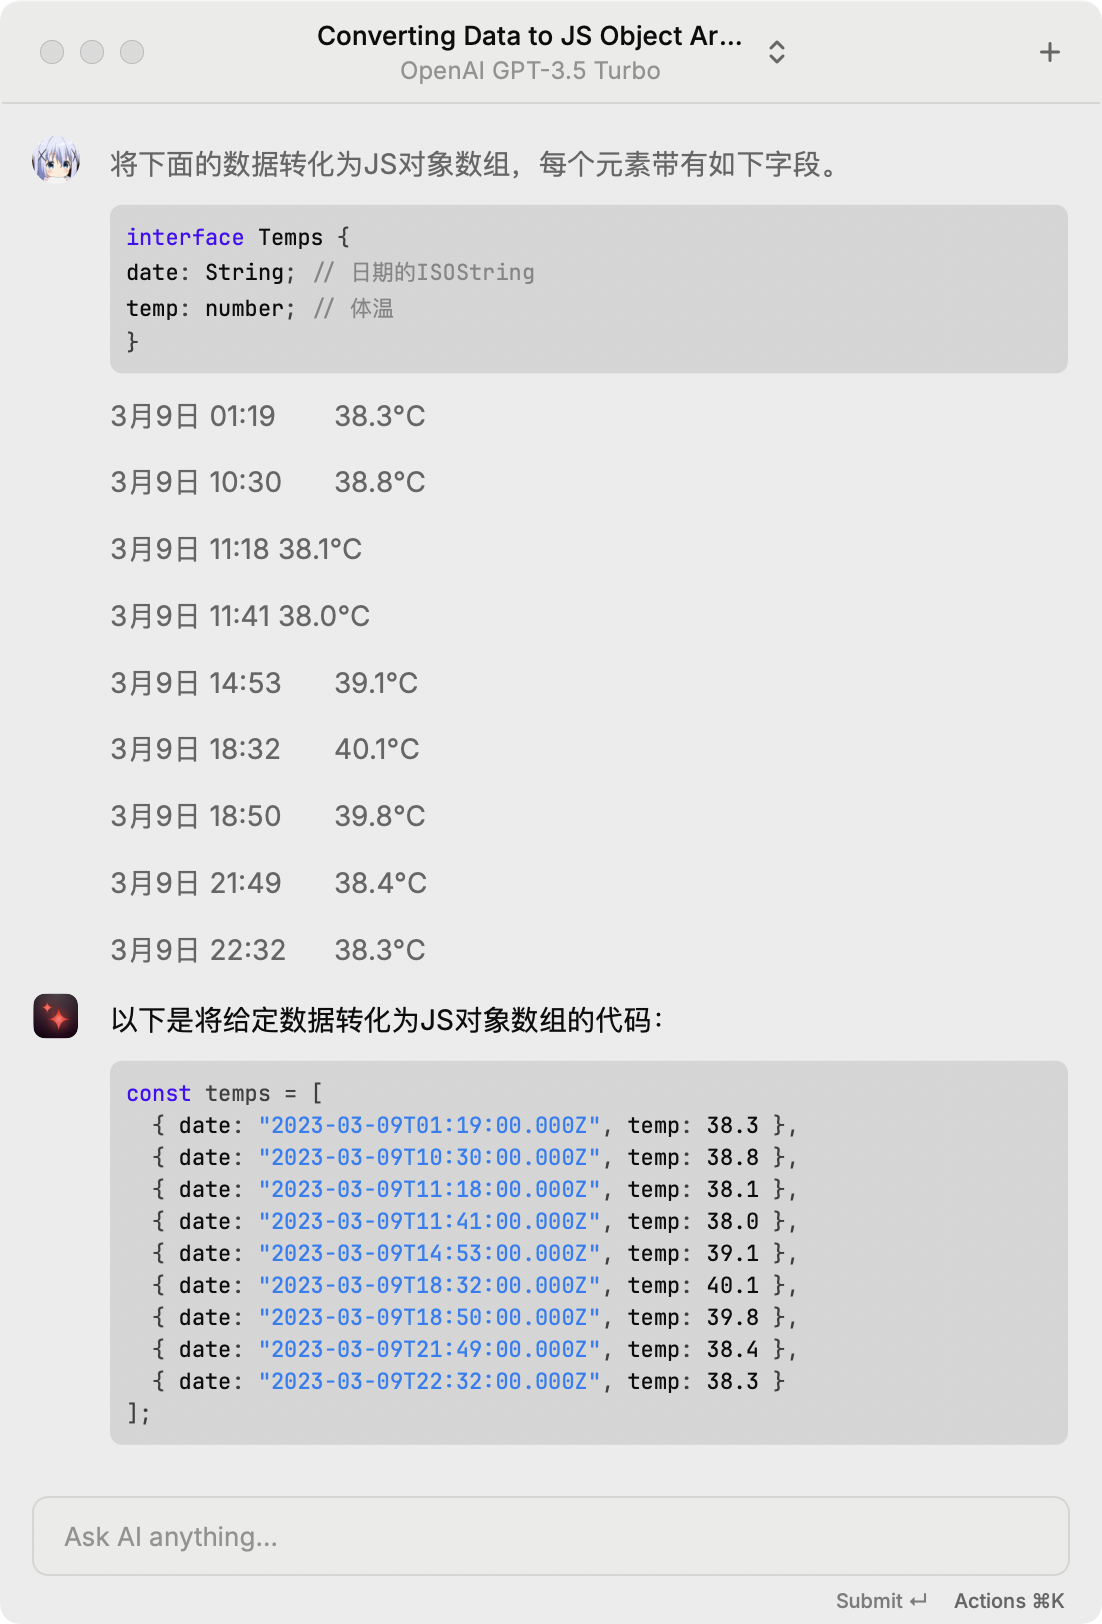 Converting Data to JS Object Ar...
OpenAI GPT-3.5 Turbo
将下面的数据转化为JS对象数组，每个元素带有如下字段。
interface Temps {
date: String; // 日期的ISOString
temp: number; // 体温
}
3月9日 01:19 38.3°C
3月9日 10:30 38.8°C
3月9日 11:18 38.1°C
3月9日 11:41 38.0°C
3月9日 14:53 39.1°C
3月9日 18:32 40.1°C
3月9日 18:50 39.8°C
3月9日 21:49 38.4°C
3月9日 22:32 38.3°C
以下是将给定数据转化为JS对象数组的代码：
const temps = [
  { date: "2023-03-09T01:19:00.000Z", temp: 38.3 },
  { date: "2023-03-09T10:30:00.000Z", temp: 38.8 },
  { date: "2023-03-09T11:18:00.000Z", temp: 38.1 },
  { date: "2023-03-09T11:41:00.000Z", temp: 38.0 },
  { date: "2023-03-09T14:53:00.000Z", temp: 39.1 },
  { date: "2023-03-09T18:32:00.000Z", temp: 40.1 },
  { date: "2023-03-09T18:50:00.000Z", temp: 39.8 },
  { date: "2023-03-09T21:49:00.000Z", temp: 38.4 },
  { date: "2023-03-09T22:32:00.000Z", temp: 38.3 }
];
Ask AI anything...
Submit ↵ Actions ⌘K